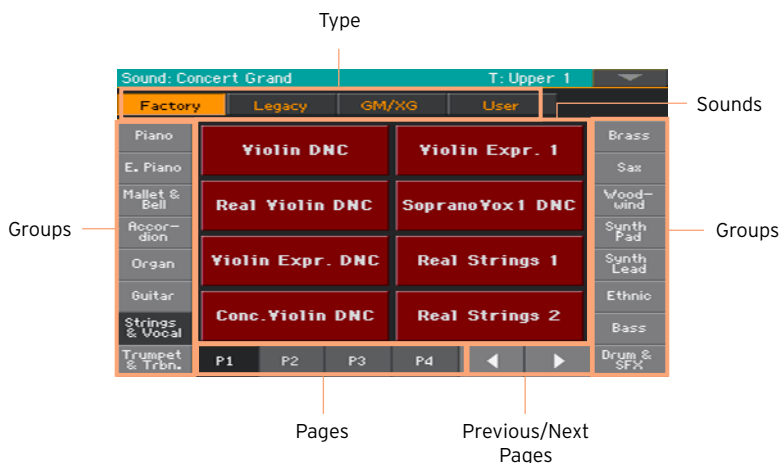 Type
Sound: Concert Grand T: Upper 1
Factory Legacy GM/XG User
Sounds
Groups
Piano
E. Piano
Mallet &
Bell
Accor-
dion
Organ
Guitar
Strings
& Vocal
Trumpet
& Trbn.
Violin DNC
Violin Expr. 1
Real Violin DNC
SopranoVox1 DNC
Violin Expr. DNC
Real Strings 1
Conc.Violin DNC
Real Strings 2
P1 P2 P3 P4
Brass
Sax
Wood-
wind
Synth
Pad
Synth
Lead
Ethnic
Bass
Drum &
SFX
Groups
Pages
Previous/Next
Pages